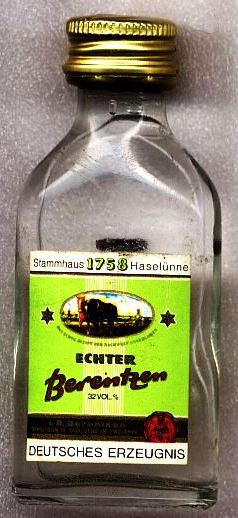 Stammhaus 1758 Haselünne
ECHTER
Berentzen
32 VOL. %
DEUTSCHES ERZEUGNIS